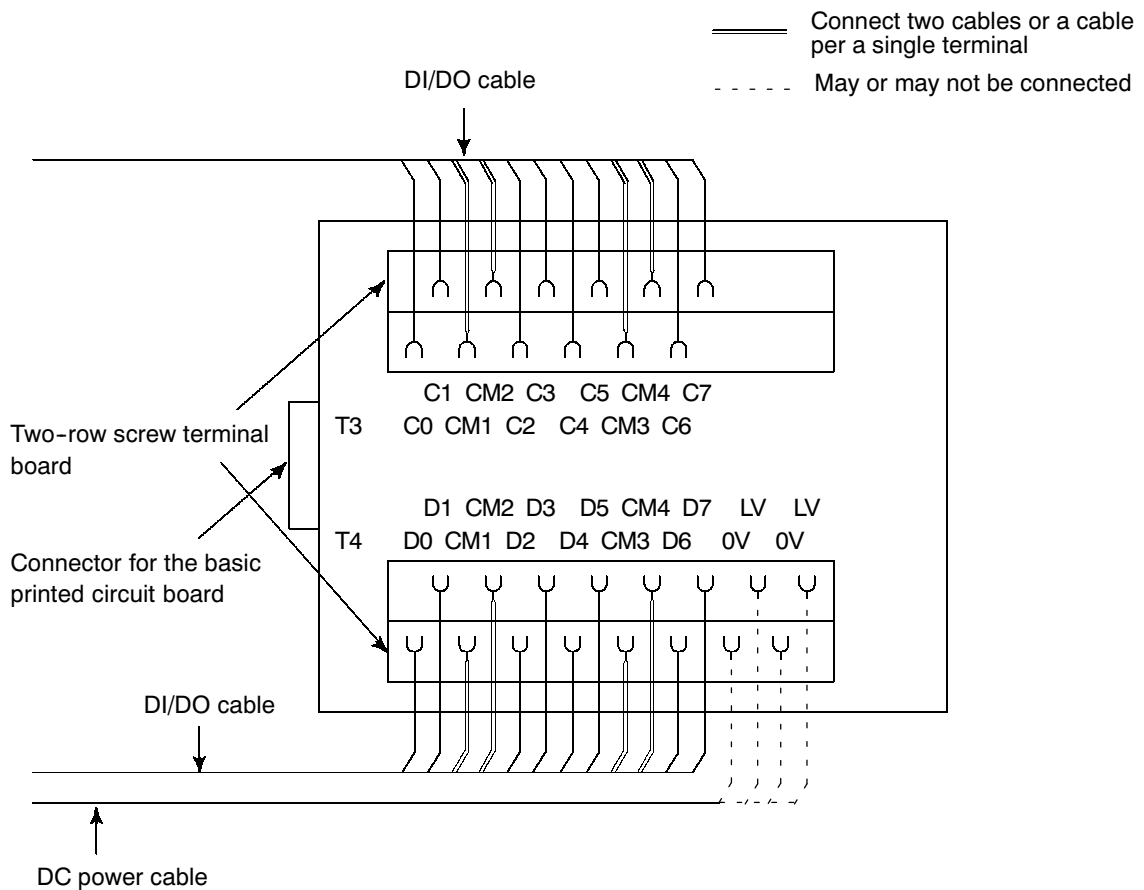 Connect two cables or a cable
per a single terminal
May or may not be connected
DI/DO cable
C1 CM2 C3 C5 CM4 C7
T3 C0 CM1 C2 C4 CM3 C6
Two-row screw terminal
board
D1 CM2 D3 D5 CM4 D7 LV LV
T4 D0 CM1 D2 D4 CM3 D6 0V 0V
Connector for the basic
printed circuit board
DI/DO cable
DC power cable